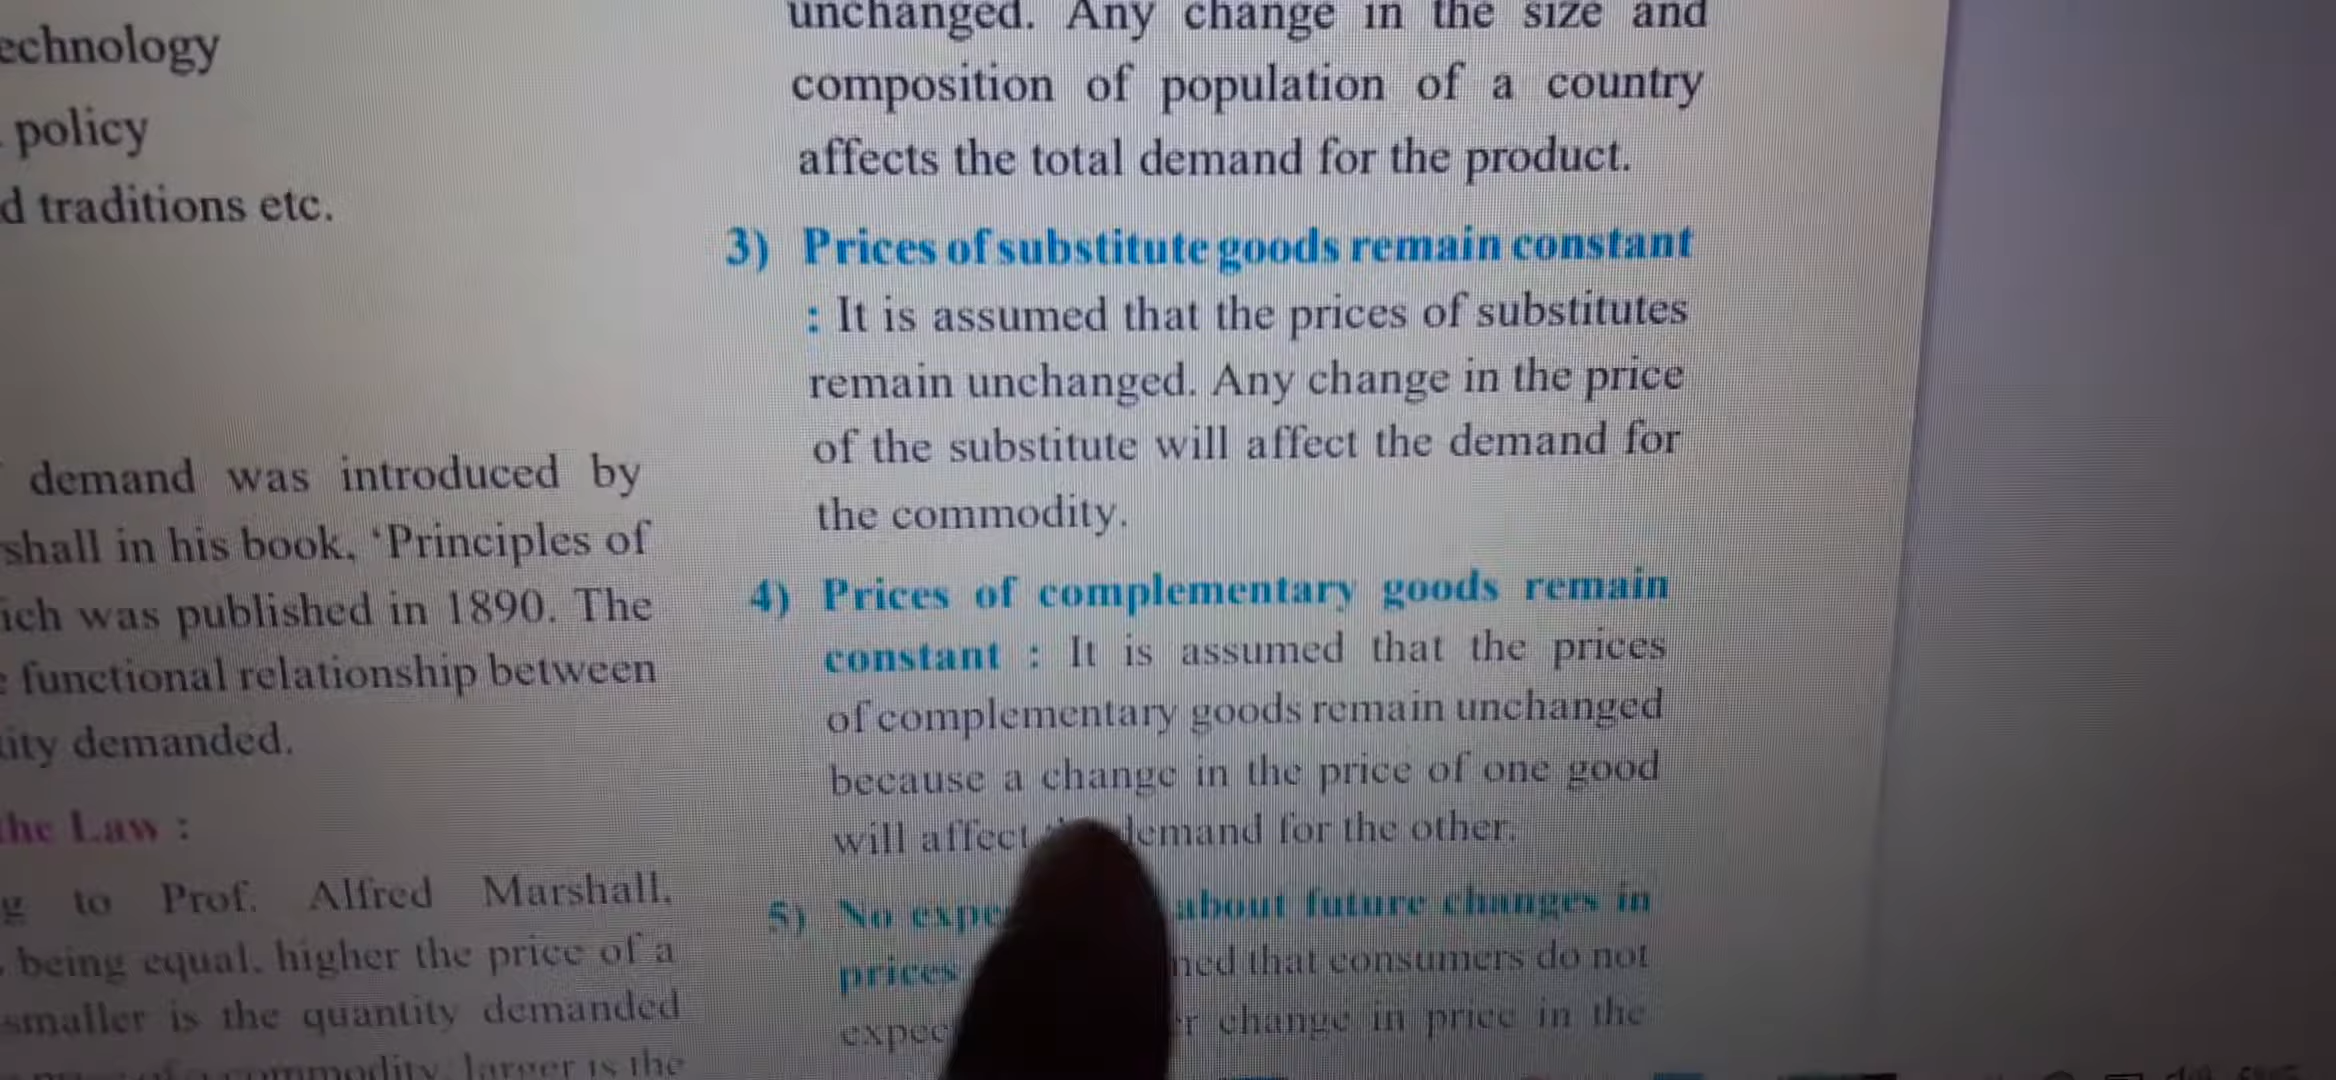 echnology
policy
d traditions etc.
demand was introduced by
shall in his book, ‘Principles of
ich was published in 1890. The
functional relationship between
ity demanded.
the Law :
g to Prof. Alfred Marshall,
being equal, higher the price of a
smaller is the quantity demanded
commodity, larger is the
unchanged. Any change in the size and
composition of population of a country
affects the total demand for the product.
3) Prices of substitute goods remain constant
: It is assumed that the prices of substitutes
remain unchanged. Any change in the price
of the substitute will affect the demand for
the commodity.
4) Prices of complementary goods remain
constant : It is assumed that the prices
of complementary goods remain unchanged
because a change in the price of one good
will affect demand for the other.
5) No expe about future changes in
prices ned that consumers do not
expec r change in price in the